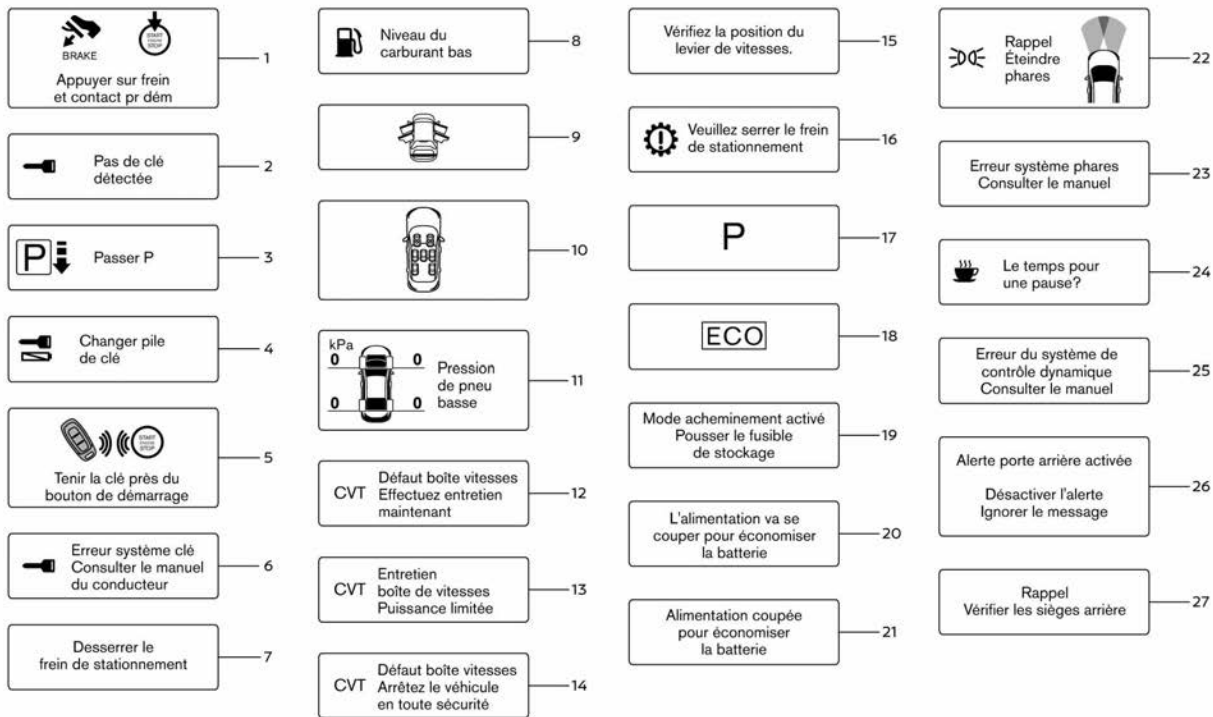 BRAKE
START
ENGINE
STOP
Appuyer sur frein
et contact pr dém
1
Pas de clé
détectée
2
P
Passer P
3
Changer pile
de clé
4
START
ENGINE
STOP
Tenir la clé près du
bouton de démarrage
5
Erreur système clé
Consulter le manuel
du conducteur
6
Desserrer le
frein de stationnement
7
Niveau du
carburant bas
8
9
10
kPa
0 0
0 0
Pression
de pneu
basse
11
CVT
Défaut boîte vitesses
Effectuez entretien
maintenant
12
CVT
Entretien
boîte de vitesses
Puissance limitée
13
CVT
Défaut boîte vitesses
Arrêtez le véhicule
en toute sécurité
14
Vérifiez la position du
levier de vitesses.
15
Veuillez serrer le frein
de stationnement
16
P
17
ECO
18
Mode acheminement activé
Pousser le fusible
de stockage
19
L'alimentation va se
couper pour économiser
la batterie
20
Alimentation coupée
pour économiser
la batterie
21
Rappel
Éteindre
phares
22
Erreur système phares
Consulter le manuel
23
Le temps pour
une pause?
24
Erreur du système de
contrôle dynamique
Consulter le manuel
25
Alerte porte arrière activée
Désactiver l'alerte
Ignorer le message
26
Rappel
Vérifier les sièges arrière
27